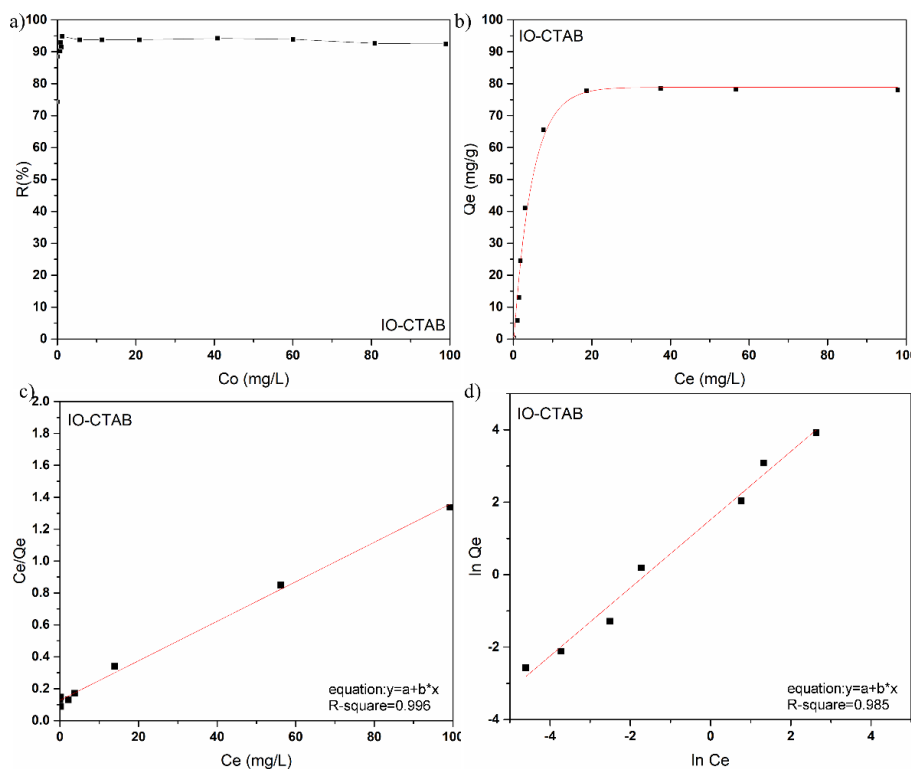 a)
100
90
80
70
60
50
40
30
20
10
0
R(%)
IO-CTAB
0 20 40 60 80 100
Co (mg/L)
b)
IO-CTAB
100
90
80
70
60
50
40
30
20
10
0
Qe (mg/g)
0 20 40 60 80 100
Ce (mg/L)
c)
2.0
1.8
1.6
1.4
1.2
1.0
0.8
0.6
0.4
0.2
0.0
Ce/Qe
IO-CTAB
equation:y=a+b*x
R-square=0.996
0 20 40 60 80 100
Ce (mg/L)
d)
IO-CTAB
4
2
0
-2
-4
ln Qe
equation:y=a+b*x
R-square=0.985
-4 -2 0 2 4
ln Ce